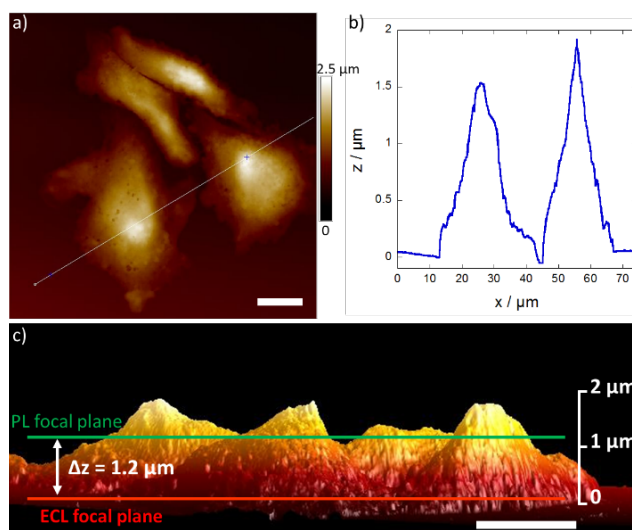 a)
2.5 µm
0
b)
2
1.5
1
0.5
0
z / µm
0 10 20 30 40 50 60 70
x / µm
c)
PL focal plane
Δz = 1.2 µm
ECL focal plane
2 µm
1 µm
0